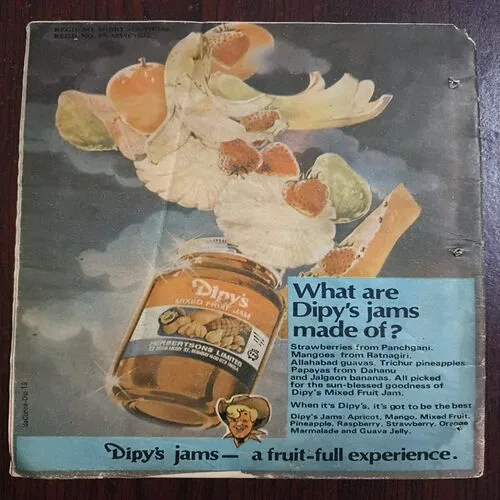 Dipy's
MIXED FRUIT JAM
HERBERTSONS LIMITED
What are
Dipy's jams
made of?
Strawberries from Panchgani.
Mangoes from Ratnagiri.
Allahabad guavas. Trichur pineapples.
Papayas from Dahanu
and Jalgaon bananas. All picked
for the sun-blessed goodness of
Dipy's Mixed Fruit Jam.
When it's Dipy's, it's got to be the best
Dipy's Jams: Apricot, Mango, Mixed Fruit,
Pineapple, Raspberry, Strawberry, Orange
Marmalade and Guava Jelly.
Dipy's jams— a fruit-full experience.